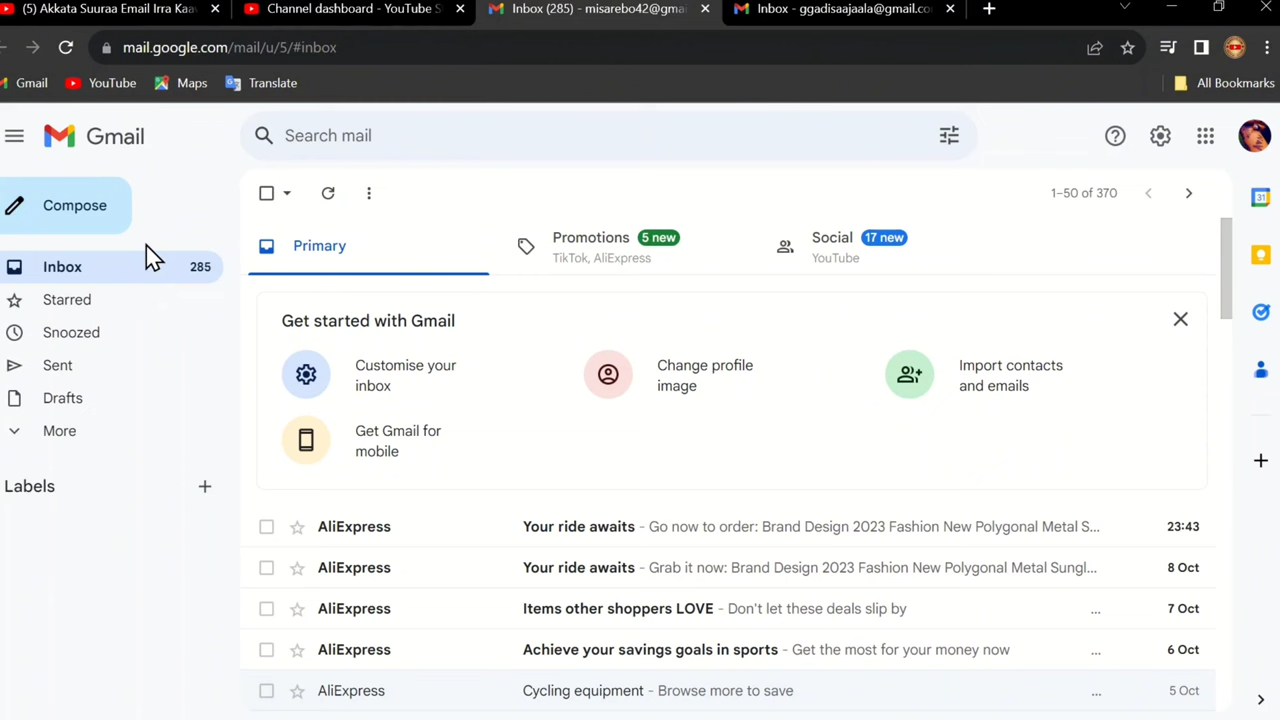 (5) Akkata Suuraa Email Irra Kaa
Channel dashboard - YouTube S
Inbox (285) - misarebo42@gmai
Inbox - ggadisaajaala@gmail.co
mail.google.com/mail/u/5/#inbox
Gmail
YouTube
Maps
Translate
All Bookmarks
Gmail
Search mail
Compose
1–50 of 370
Inbox 285
Starred
Snoozed
Sent
Drafts
More
Labels
Primary
Promotions 5 new
TikTok, AliExpress
Social 17 new
YouTube
Get started with Gmail
Customise your
inbox
Change profile
image
Import contacts
and emails
Get Gmail for
mobile
AliExpress Your ride awaits - Go now to order: Brand Design 2023 Fashion New Polygonal Metal S... 23:43
AliExpress Your ride awaits - Grab it now: Brand Design 2023 Fashion New Polygonal Metal Sungl... 8 Oct
AliExpress Items other shoppers LOVE - Don't let these deals slip by ... 7 Oct
AliExpress Achieve your savings goals in sports - Get the most for your money now ... 6 Oct
AliExpress Cycling equipment - Browse more to save ... 5 Oct
31